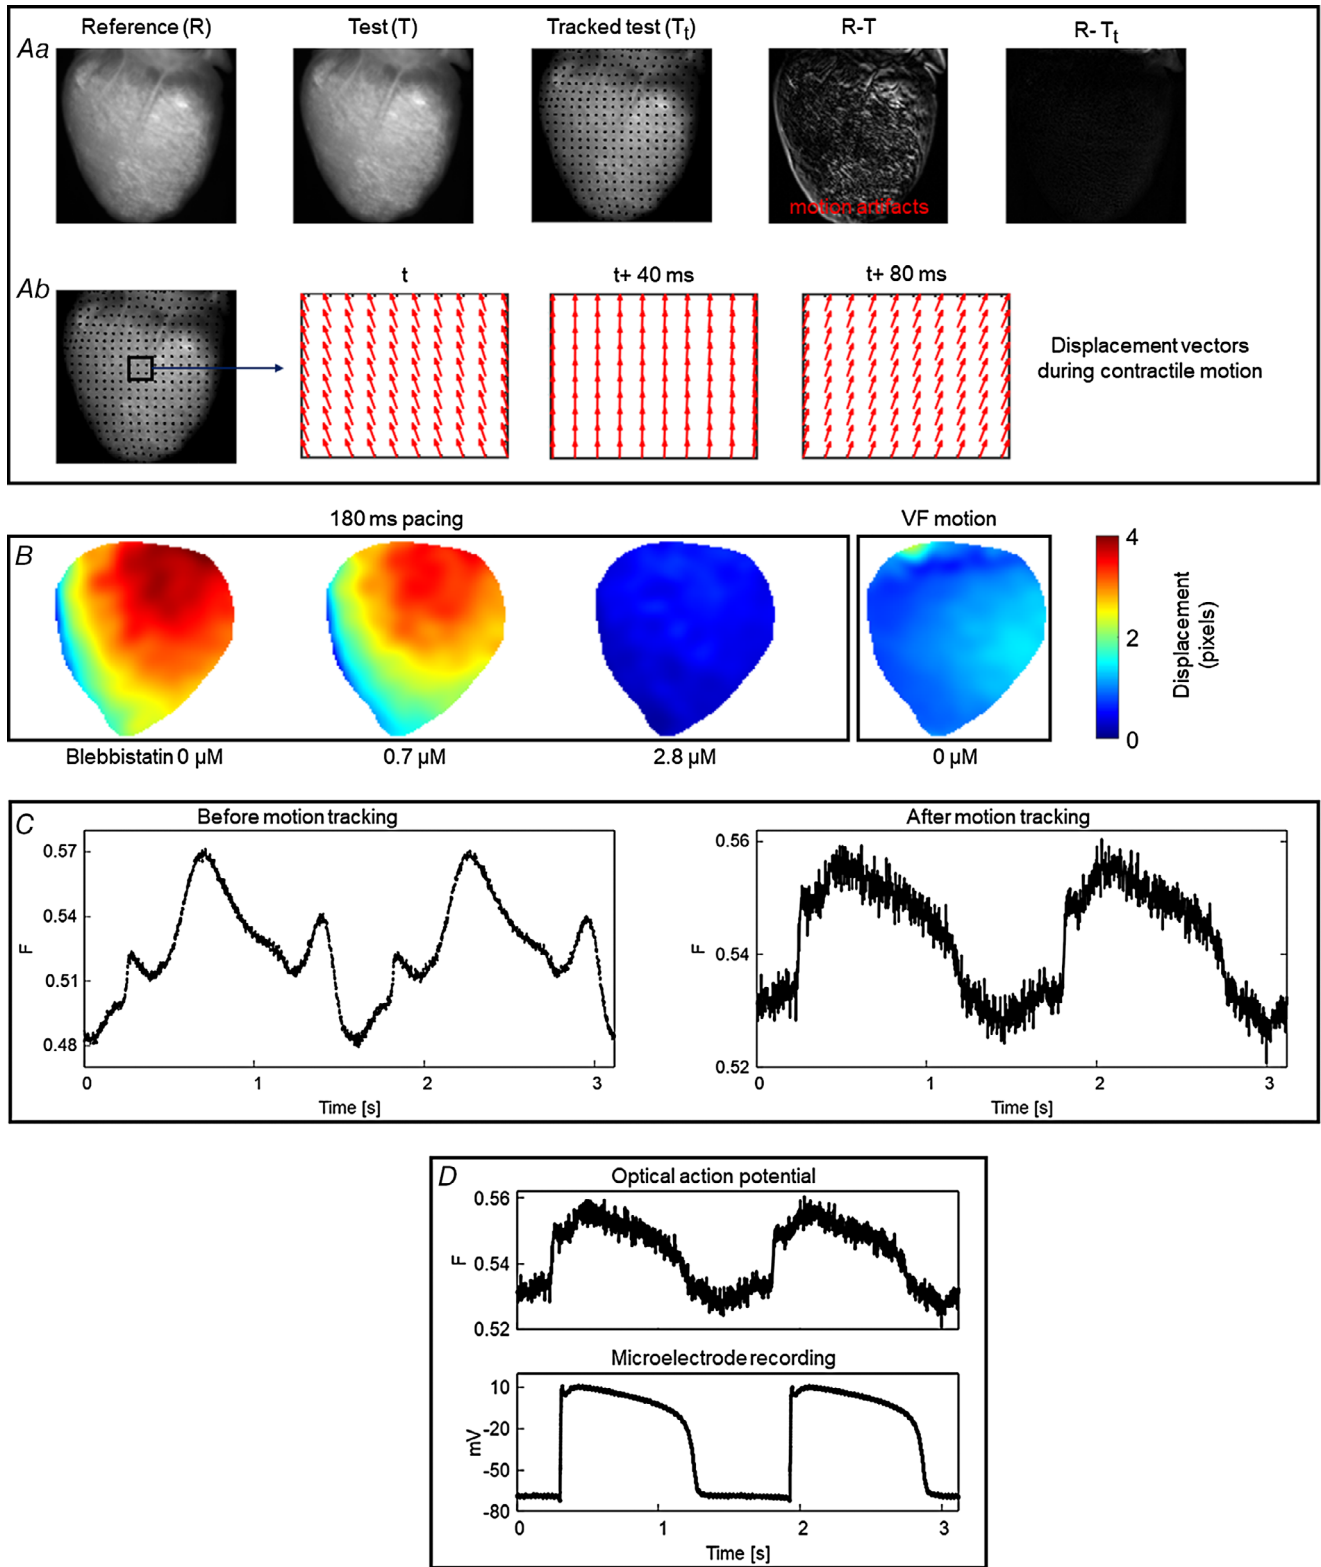 Reference (R)
Test (T)
Tracked test (Tt)
R-T
R- Tt
Aa
motion artifacts
Ab
t
t+ 40 ms
t+ 80 ms
Displacement vectors
during contractile motion
180 ms pacing
VF motion
B
4
2
0
Displacement
(pixels)
Blebbistatin 0 µM
0.7 µM
2.8 µM
0 µM
C
Before motion tracking
0.57
0.54
0.51
0.48
F
0
1
2
3
Time [s]
After motion tracking
0.56
0.54
0.52
F
0
1
2
3
Time [s]
D
Optical action potential
0.56
0.54
0.52
F
Microelectrode recording
10
-20
-50
-80
mV
0
1
2
3
Time [s]